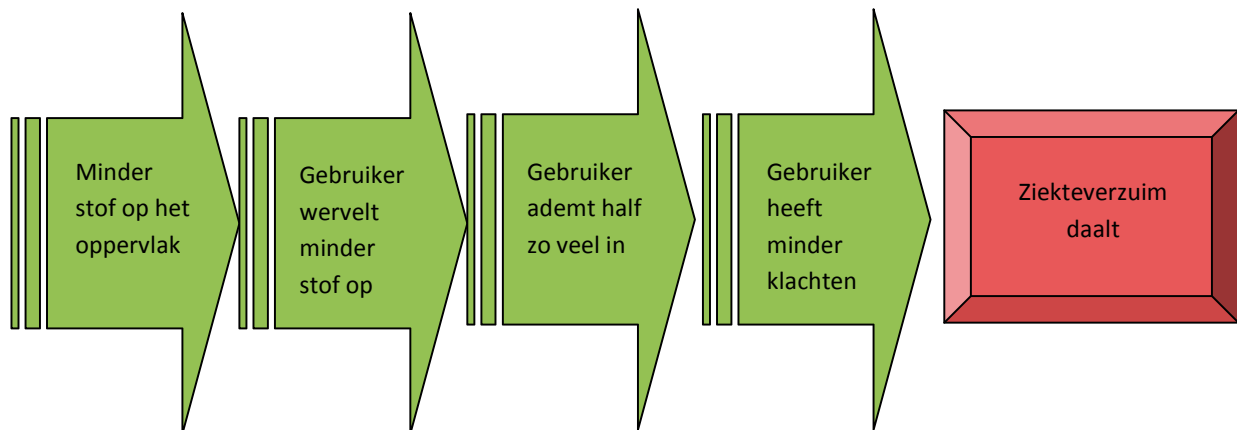 Minder
stof op het
oppervlak
Gebruiker
wervelt
minder
stof op
Gebruiker
ademt half
zo veel in
Gebruiker
heeft
minder
klachten
Ziekteverzuim
daalt